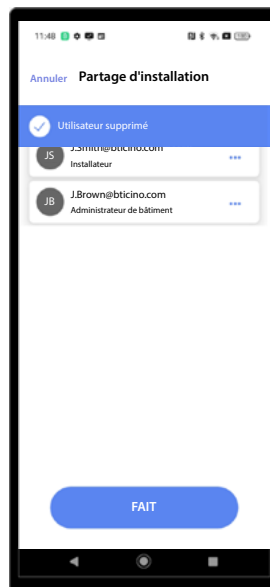 11:48
Annuler Partage d'installation
Utilisateur supprimé
JS J.Smith@bticino.com
Installateur
JB J.Brown@bticino.com
Administrateur de bâtiment
FAIT